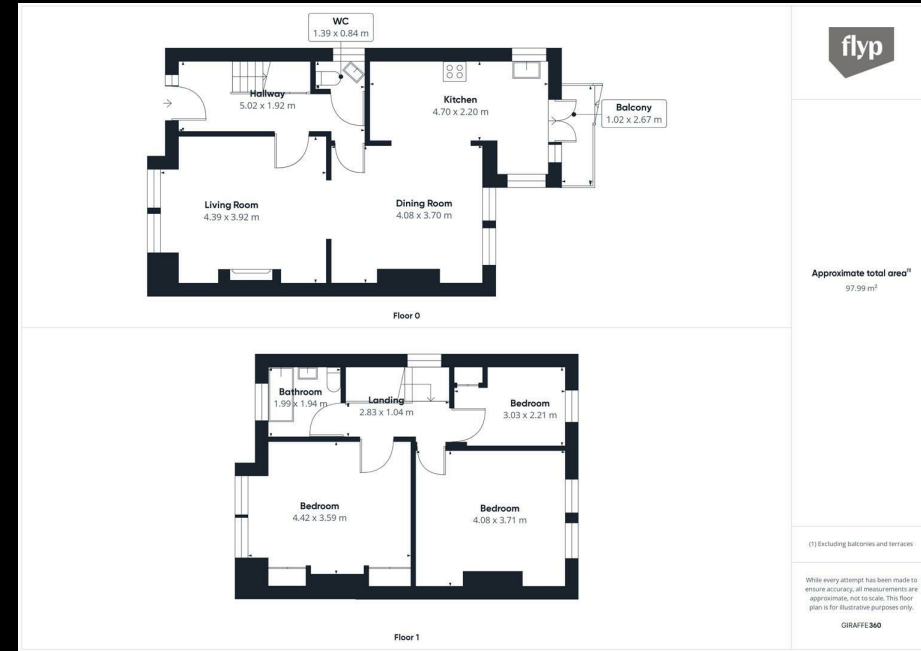 WC
1.39 x 0.84 m
Hallway
5.02 x 1.92 m
Kitchen
4.70 x 2.20 m
Balcony
1.02 x 2.67 m
Living Room
4.39 x 3.92 m
Dining Room
4.08 x 3.70 m
Floor 0
Bathroom
1.99 x 1.94 m
Landing
2.83 x 1.04 m
Bedroom
3.03 x 2.21 m
Bedroom
4.42 x 3.59 m
Bedroom
4.08 x 3.71 m
Floor 1
flyp
Approximate total area⁽¹⁾
97.99 m²
(1) Excluding balconies and terraces
While every attempt has been made to
ensure accuracy, all measurements are
approximate, not to scale. This floor
plan is for illustrative purposes only.
GIRAFFE360